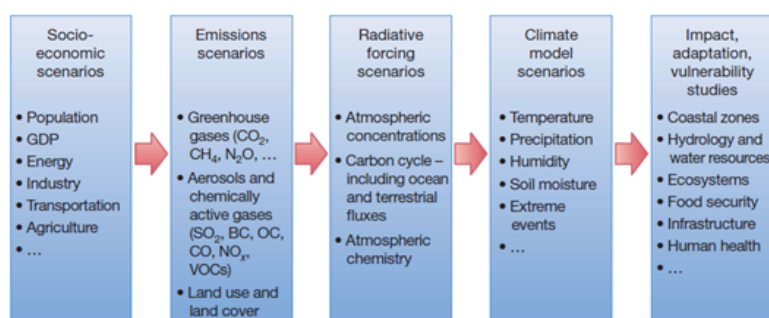 Socio-
economic
scenarios
• Population
• GDP
• Energy
• Industry
• Transportation
• Agriculture
• ...
Emissions
scenarios
• Greenhouse
gases (CO2,
CH4, N2O, ...
• Aerosols and
chemically
active gases
(SO2, BC, OC,
CO, NOx,
VOCs)
• Land use and
land cover
Radiative
forcing
scenarios
• Atmospheric
concentrations
• Carbon cycle –
including ocean
and terrestrial
fluxes
• Atmospheric
chemistry
Climate
model
scenarios
• Temperature
• Precipitation
• Humidity
• Soil moisture
• Extreme
events
• ...
Impact,
adaptation,
vulnerability
studies
• Coastal zones
• Hydrology and
water resources
• Ecosystems
• Food security
• Infrastructure
• Human health
• ...